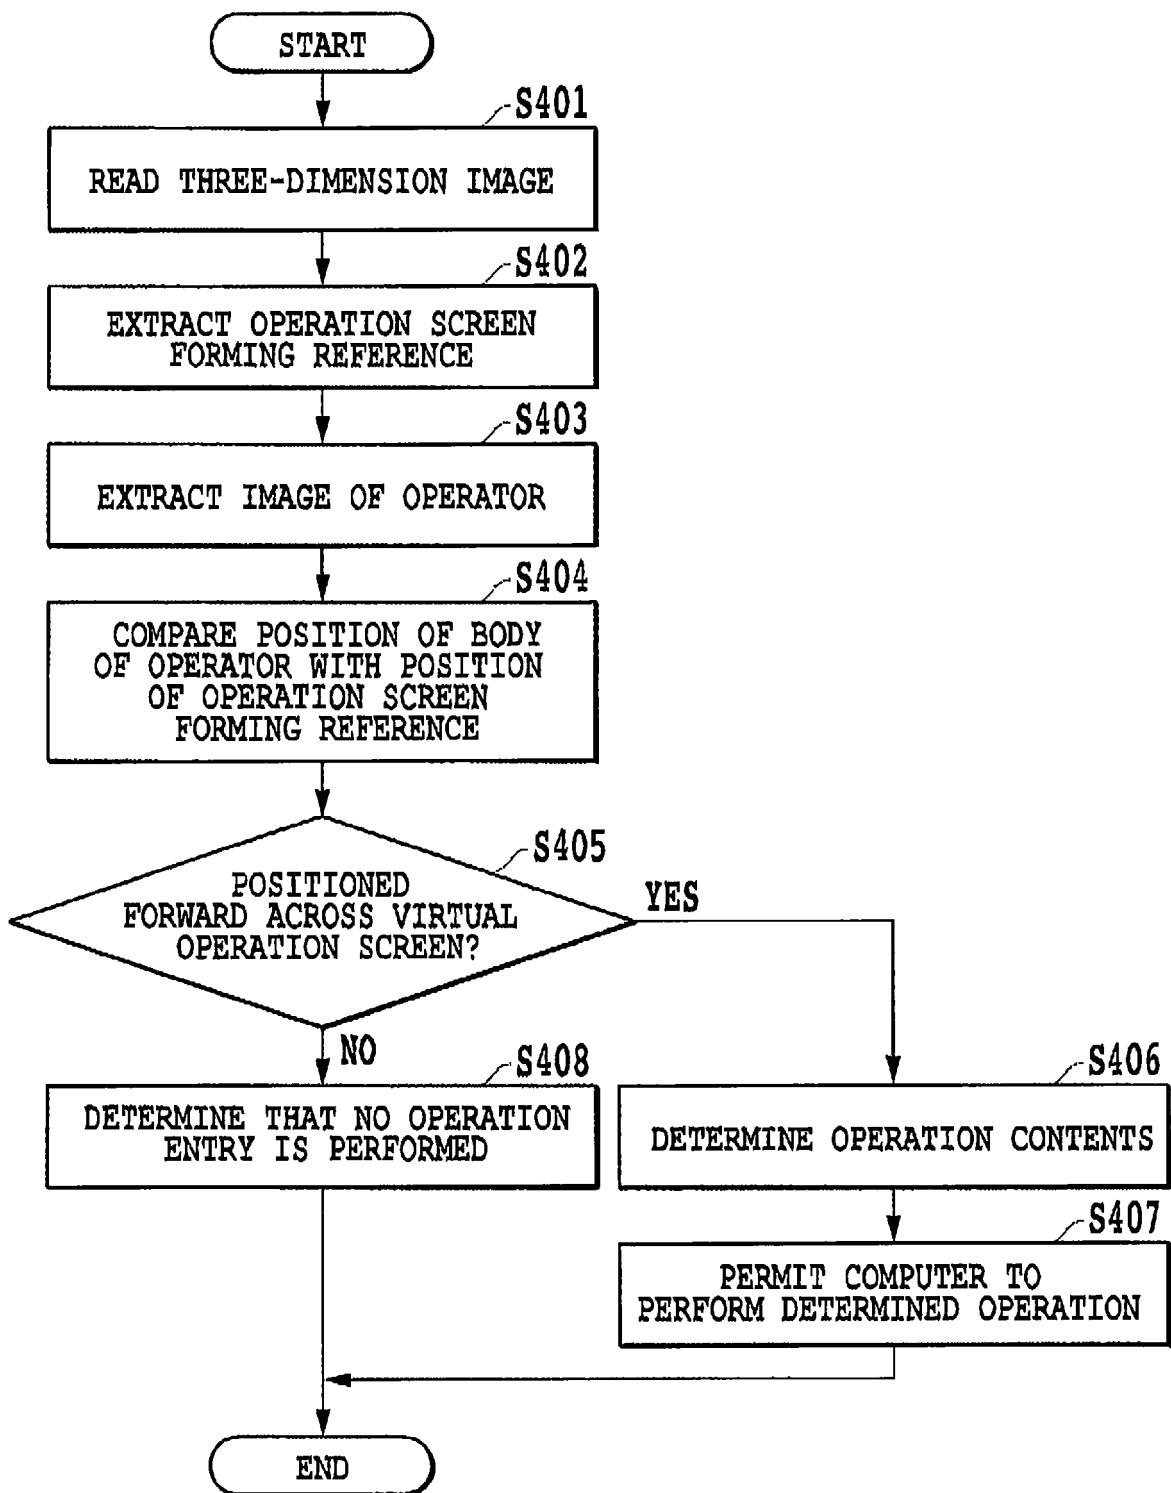 START
S401
READ THREE-DIMENSION IMAGE
S402
EXTRACT OPERATION SCREEN
FORMING REFERENCE
S403
EXTRACT IMAGE OF OPERATOR
S404
COMPARE POSITION OF BODY
OF OPERATOR WITH POSITION
OF OPERATION SCREEN
FORMING REFERENCE
S405
POSITIONED
FORWARD ACROSS VIRTUAL
OPERATION SCREEN?
YES
NO
S408
DETERMINE THAT NO OPERATION
ENTRY IS PERFORMED
S406
DETERMINE OPERATION CONTENTS
S407
PERMIT COMPUTER TO
PERFORM DETERMINED OPERATION
END